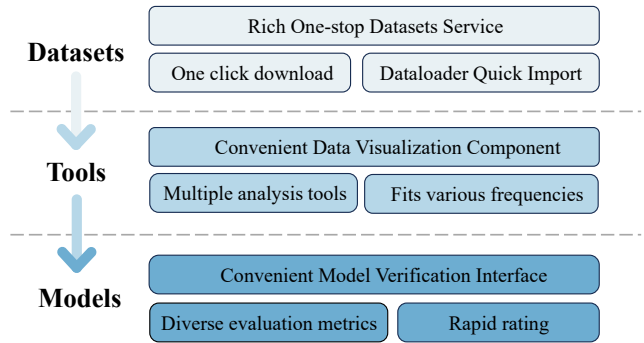 Datasets
Rich One-stop Datasets Service
One click download
Dataloader Quick Import
Tools
Convenient Data Visualization Component
Multiple analysis tools
Fits various frequencies
Models
Convenient Model Verification Interface
Diverse evaluation metrics
Rapid rating